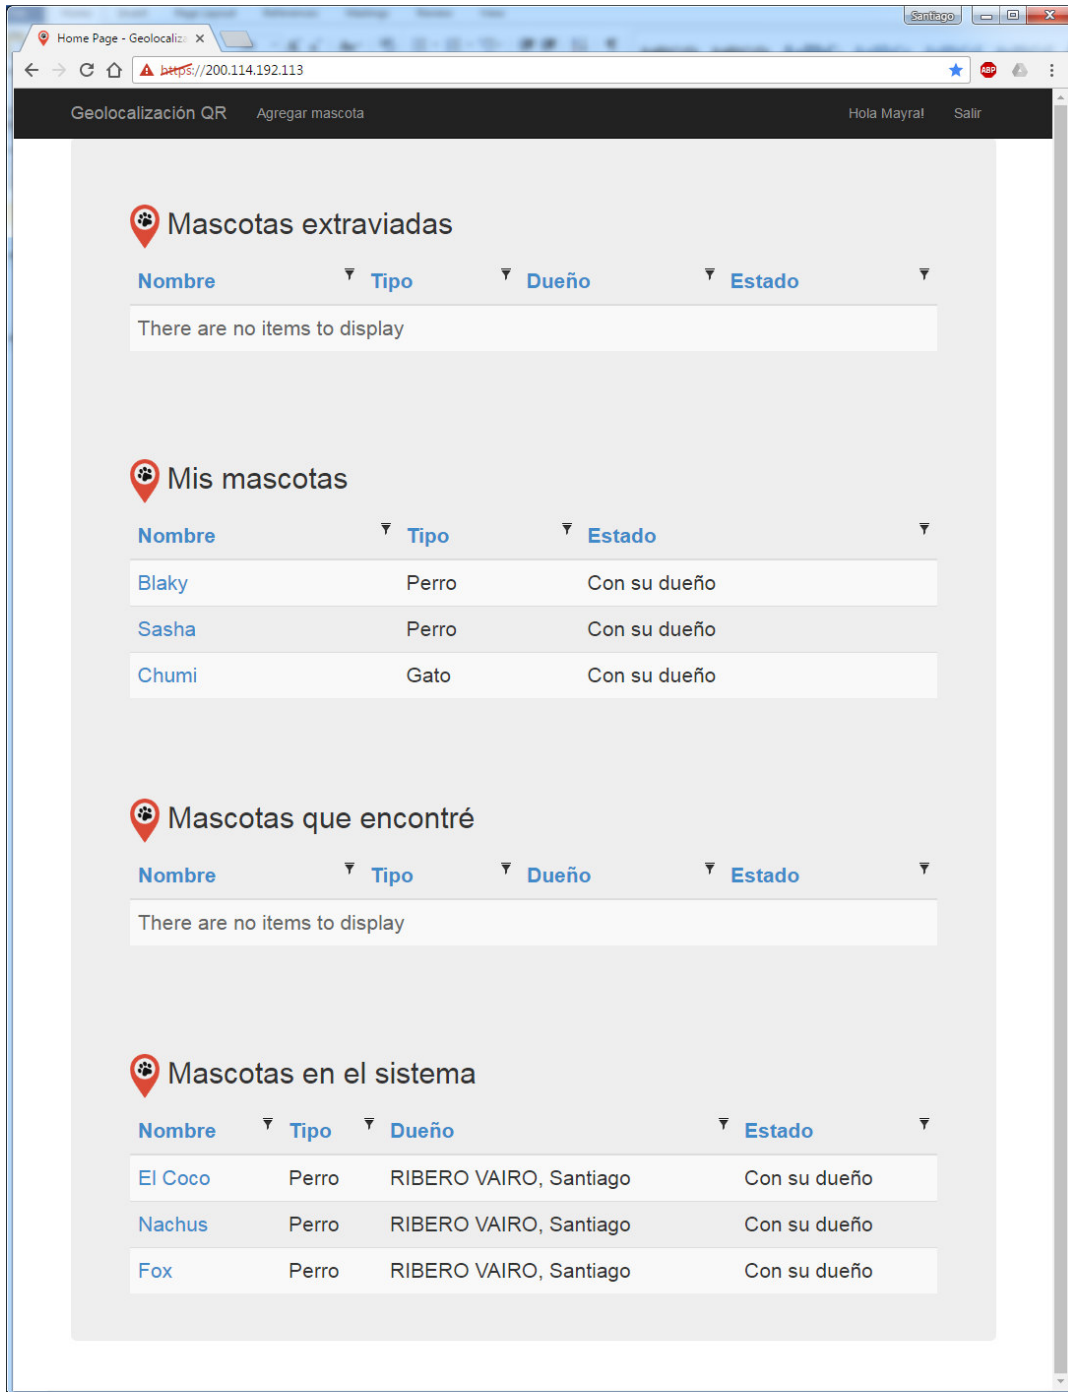 Santiago
Home Page - Geolocaliza
https://200.114.192.113
ABP
Geolocalización QR Agregar mascota Hola Mayra! Salir
Mascotas extraviadas
Nombre Tipo Dueño Estado
There are no items to display
Mis mascotas
Nombre Tipo Estado
Blaky Perro Con su dueño
Sasha Perro Con su dueño
Chumi Gato Con su dueño
Mascotas que encontré
Nombre Tipo Dueño Estado
There are no items to display
Mascotas en el sistema
Nombre Tipo Dueño Estado
El Coco Perro RIBERO VAIRO, Santiago Con su dueño
Nachus Perro RIBERO VAIRO, Santiago Con su dueño
Fox Perro RIBERO VAIRO, Santiago Con su dueño